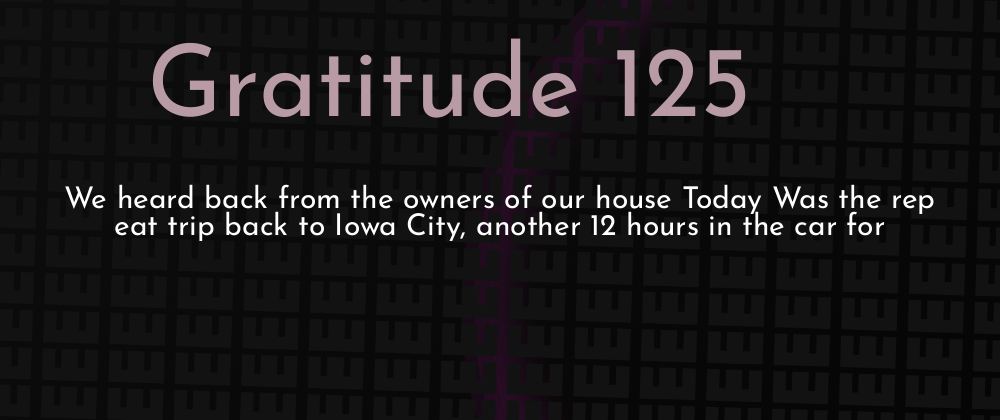 Gratitude 125
We heard back from the owners of our house Today Was the rep
eat trip back to Iowa City, another 12 hours in the car for